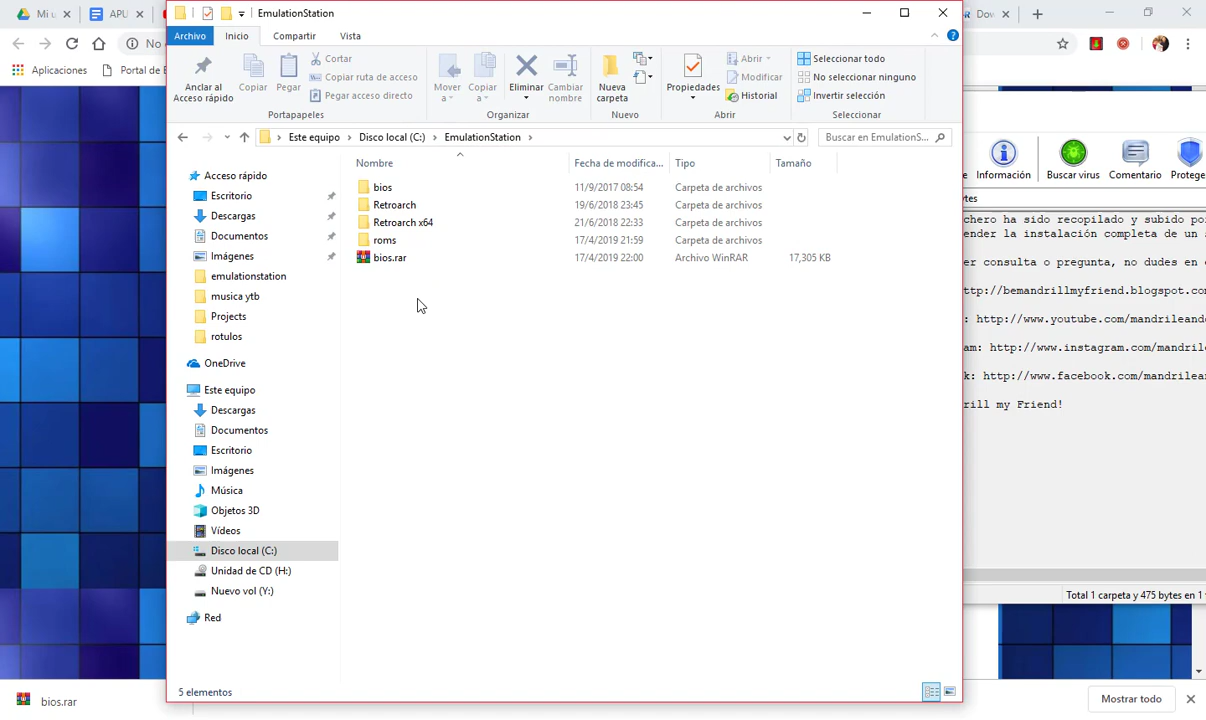 Mi u
APU
Dow
No
Aplicaciones
Portal de E
EmulationStation
Archivo
Inicio
Compartir
Vista
Anclar al
Acceso rápido
Copiar
Pegar
Cortar
Copiar ruta de acceso
Pegar acceso directo
Portapapeles
Mover
a
Copiar
a
Eliminar
Cambiar
nombre
Organizar
Nueva
carpeta
Nuevo
Propiedades
Abrir
Modificar
Historial
Abrir
Seleccionar todo
No seleccionar ninguno
Invertir selección
Seleccionar
Este equipo > Disco local (C:) > EmulationStation >
Buscar en EmulationS...
Nombre Fecha de modifica... Tipo Tamaño
bios 11/9/2017 08:54 Carpeta de archivos
Retroarch 19/6/2018 23:45 Carpeta de archivos
Retroarch x64 21/6/2018 22:33 Carpeta de archivos
roms 17/4/2019 21:59 Carpeta de archivos
bios.rar 17/4/2019 22:00 Archivo WinRAR 17,305 KB
Acceso rápido
Escritorio
Descargas
Documentos
Imágenes
emulationstation
musica ytb
Projects
rotulos
OneDrive
Este equipo
Descargas
Documentos
Escritorio
Imágenes
Música
Objetos 3D
Vídeos
Disco local (C:)
Unidad de CD (H:)
Nuevo vol (Y:)
Red
5 elementos
Información
Buscar virus
Comentario
Protege
ytes
chero ha sido recopilado y subido po
ender la instalación completa de un
er consulta o pregunta, no dudes en
ttp://bemandrillmyfriend.blogspot.co
: http://www.youtube.com/mandrileand
am: http://www.instagram.com/mandril
k: http://www.facebook.com/mandrilea
rill my Friend!
Total 1 carpeta y 475 bytes en 1
bios.rar
Mostrar todo